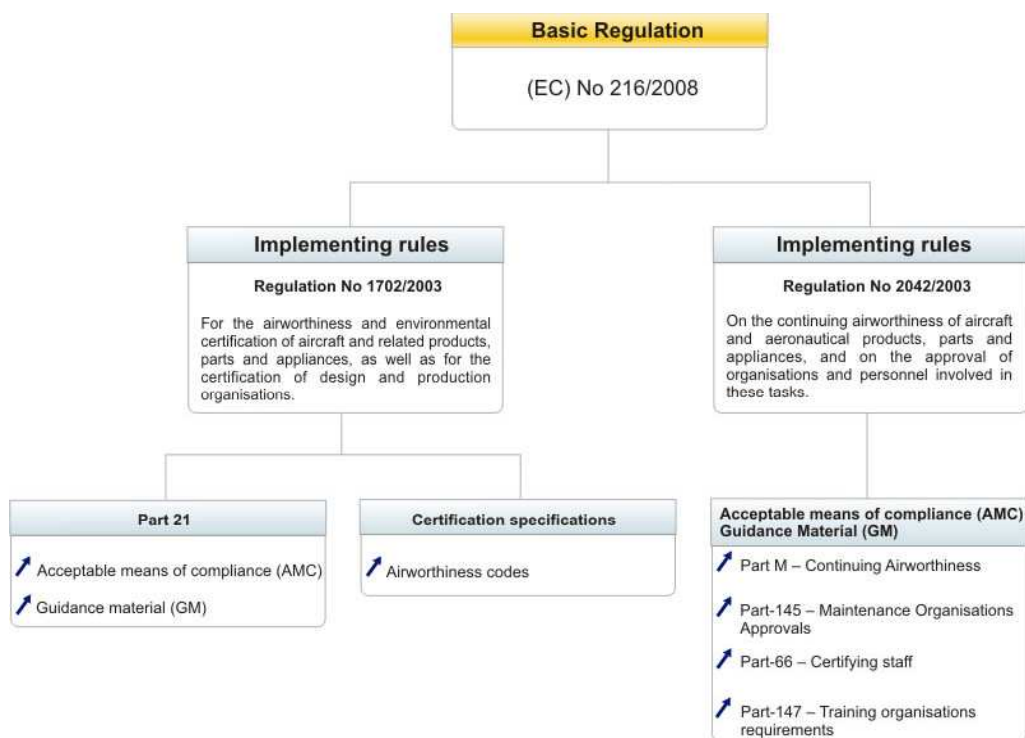 Basic Regulation
(EC) No 216/2008
Implementing rules
Regulation No 1702/2003
For the airworthiness and environmental
certification of aircraft and related products,
parts and appliances, as well as for the
certification of design and production
organisations.
Implementing rules
Regulation No 2042/2003
On the continuing airworthiness of aircraft
and aeronautical products, parts and
appliances, and on the approval of
organisations and personnel involved in
these tasks.
Part 21
Acceptable means of compliance (AMC)
Guidance material (GM)
Certification specifications
Airworthiness codes
Acceptable means of compliance (AMC)
Guidance Material (GM)
Part M – Continuing Airworthiness
Part-145 – Maintenance Organisations
Approvals
Part-66 – Certifying staff
Part-147 – Training organisations
requirements